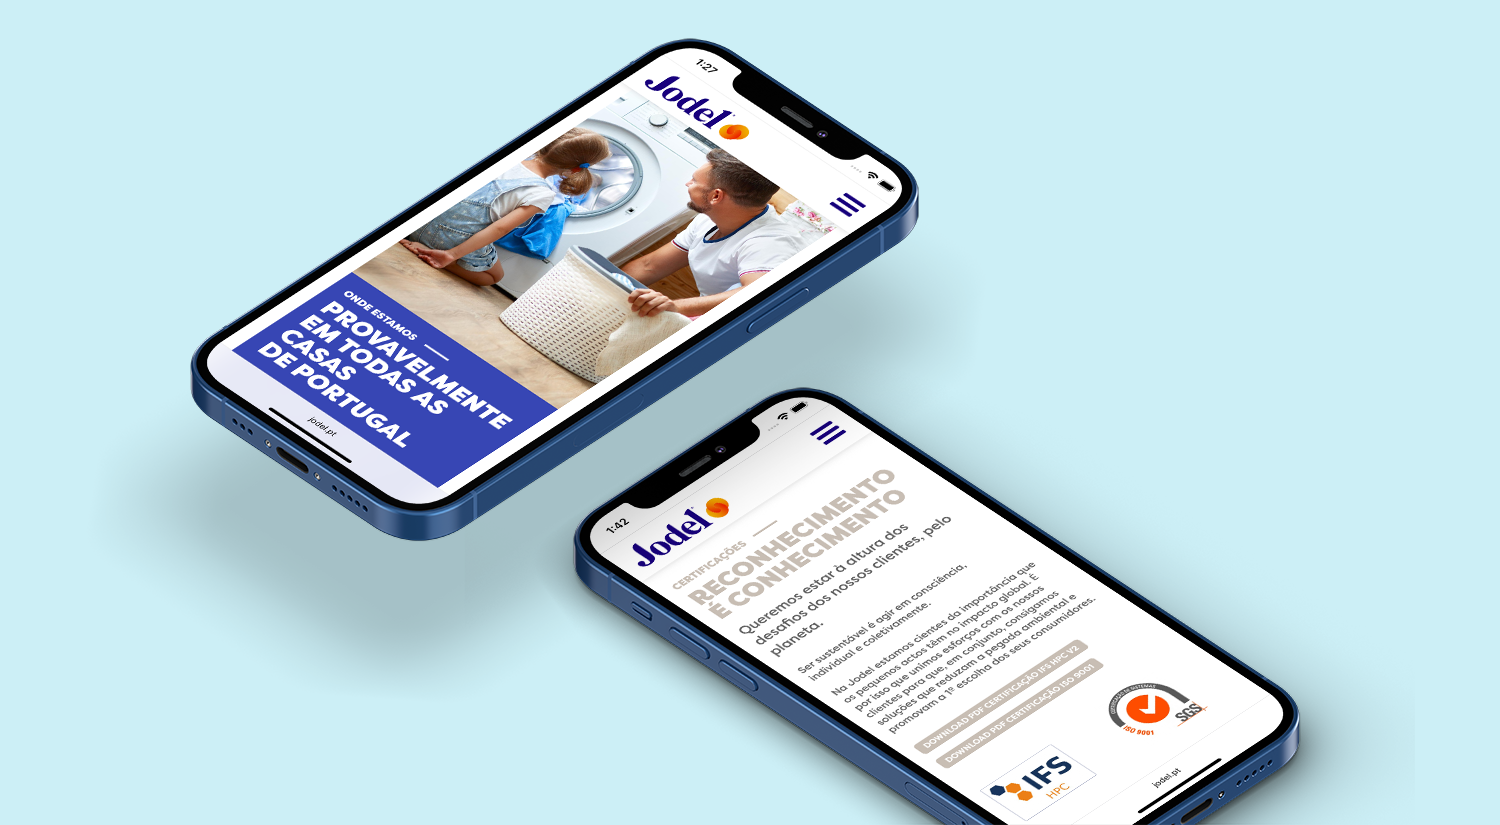 1:27
Jodel
ONDE ESTAMOS
PROVAVELMENTE
EM TODAS AS
CASAS
DE PORTUGAL
jodel.pt
1:42
Jodel
CERTIFICAÇÕES
RECONHECIMENTO
É CONHECIMENTO
Queremos estar à altura dos
desafios dos nossos clientes, pelo
planeta.
Ser sustentável é agir em consciência,
individual e coletivamente.
Na Jodel estamos cientes da importância que
os pequenos actos têm no impacto global. É
por isso que unimos esforços com os nossos
clientes para que, em conjunto, consigamos
soluções que reduzam a pegada ambiental e
promovam a 1ª escolha dos seus consumidores.
DOWNLOAD PDF CERTIFICAÇÃO IFS HPC V2
DOWNLOAD PDF CERTIFICAÇÃO ISO 9001
ISO 9001
SGS
IFS
HPC
jodel.pt